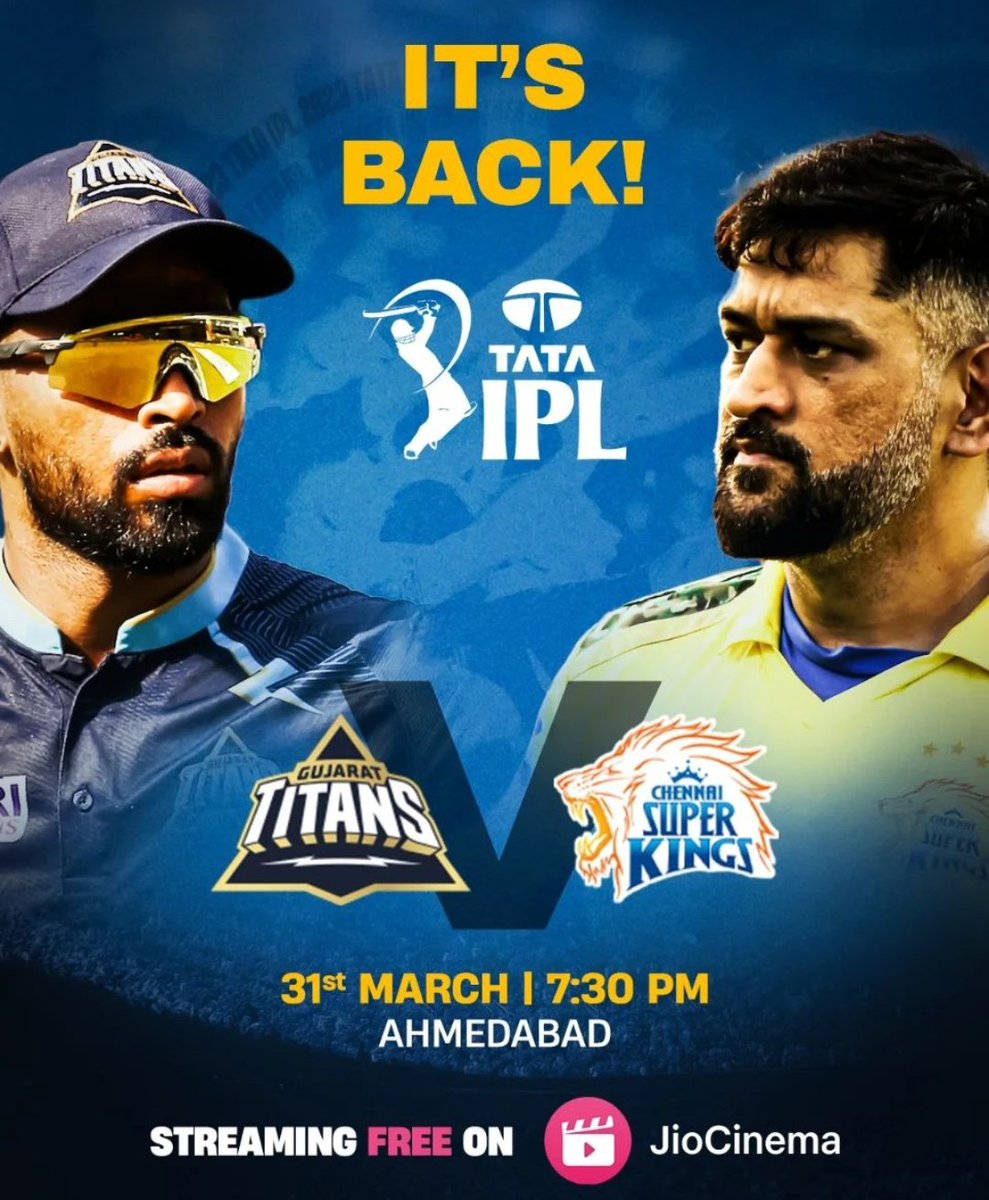 IT'S
BACK!
TITANS
TATA
IPL
GUJARAT
TITANS
V
CHENNAI
SUPER
KINGS
31st MARCH | 7:30 PM
AHMEDABAD
STREAMING FREE ON JioCinema